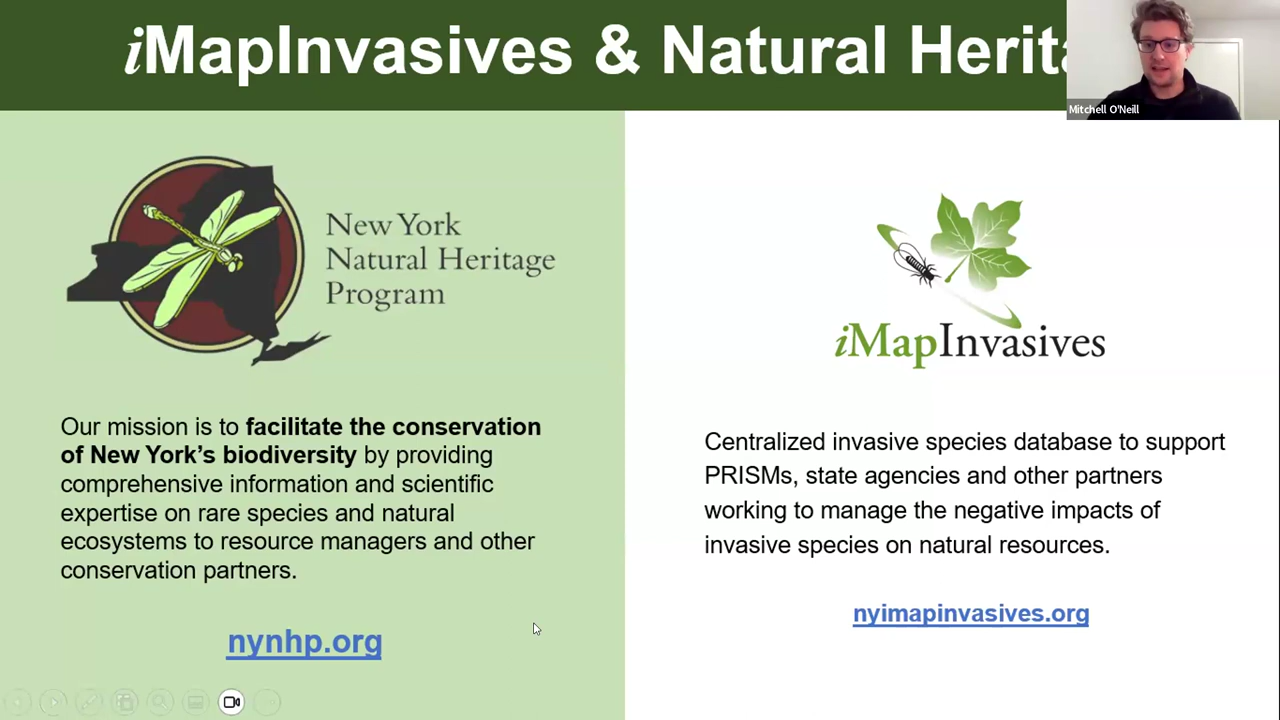 iMapInvasives & Natural Herita
Mitchell O'Neill
New York
Natural Heritage
Program
Our mission is to facilitate the conservation
of New York's biodiversity by providing
comprehensive information and scientific
expertise on rare species and natural
ecosystems to resource managers and other
conservation partners.
nynhp.org
iMapInvasives
Centralized invasive species database to support
PRISMs, state agencies and other partners
working to manage the negative impacts of
invasive species on natural resources.
nyimapinvasives.org